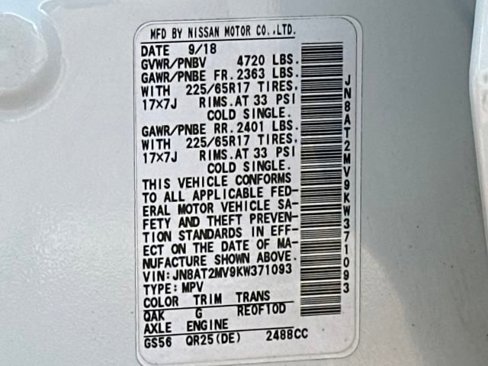 MFD BY NISSAN MOTOR CO.,LTD.
DATE 9/18
GVWR/PNBV 4720 LBS.
GAWR/PNBE FR.2363 LBS.
WITH 225/65R17 TIRES,
17X7J RIMS.AT 33 PSI
COLD SINGLE.
GAWR/PNBE RR.2401 LBS.
WITH 225/65R17 TIRES,
17X7J RIMS.AT 33 PSI
COLD SINGLE.
THIS VEHICLE CONFORMS
TO ALL APPLICABLE FED-
ERAL MOTOR VEHICLE SA-
FETY AND THEFT PREVEN-
TION STANDARDS IN EFF-
ECT ON THE DATE OF MA-
NUFACTURE SHOWN ABOVE.
VIN:JN8AT2MV9KW371093
TYPE:MPV
COLOR TRIM TRANS
QAK G RE0F10D
AXLE ENGINE
GS56 QR25(DE) 2488CC
JN8AT2MV9KW371093